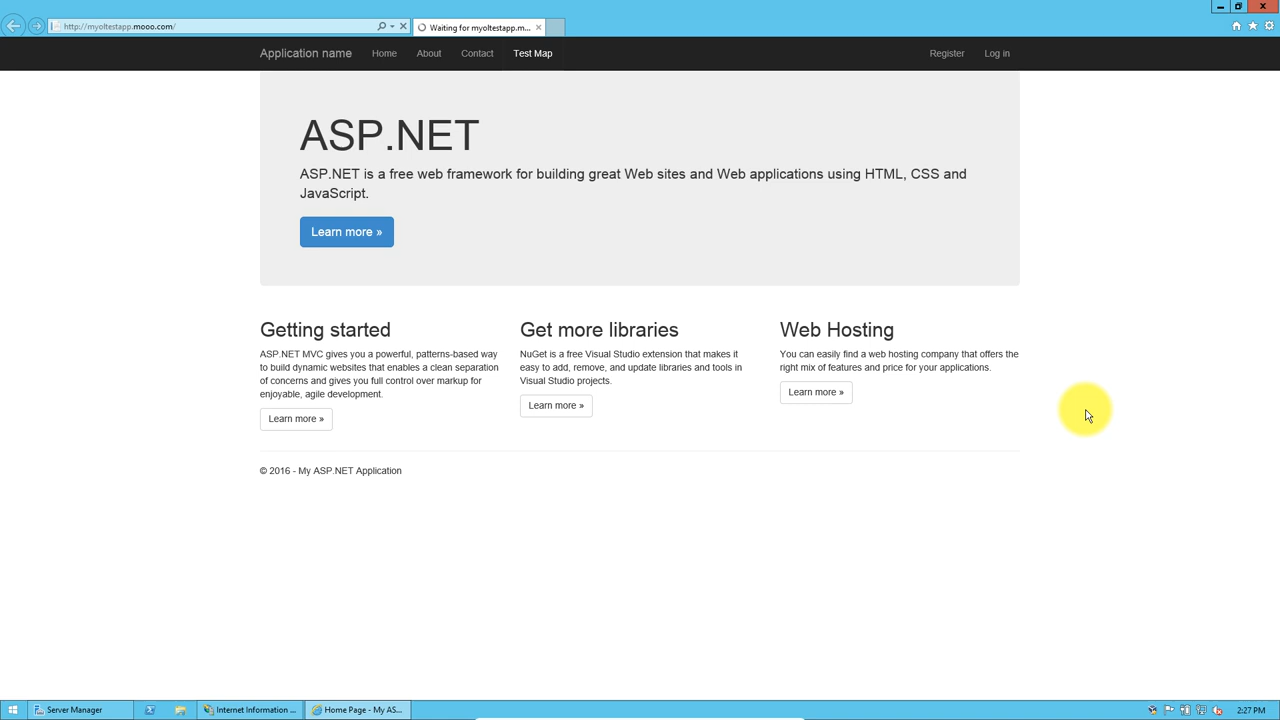 http://myoltestapp.mooo.com/
Waiting for myoltestapp.m...
Application name Home About Contact Test Map Register Log in
ASP.NET
ASP.NET is a free web framework for building great Web sites and Web applications using HTML, CSS and
JavaScript.
Learn more »
Getting started
ASP.NET MVC gives you a powerful, patterns-based way
to build dynamic websites that enables a clean separation
of concerns and gives you full control over markup for
enjoyable, agile development.
Learn more »
Get more libraries
NuGet is a free Visual Studio extension that makes it
easy to add, remove, and update libraries and tools in
Visual Studio projects.
Learn more »
Web Hosting
You can easily find a web hosting company that offers the
right mix of features and price for your applications.
Learn more »
© 2016 - My ASP.NET Application
Server Manager
Internet Information ...
Home Page - My AS...
2:27 PM